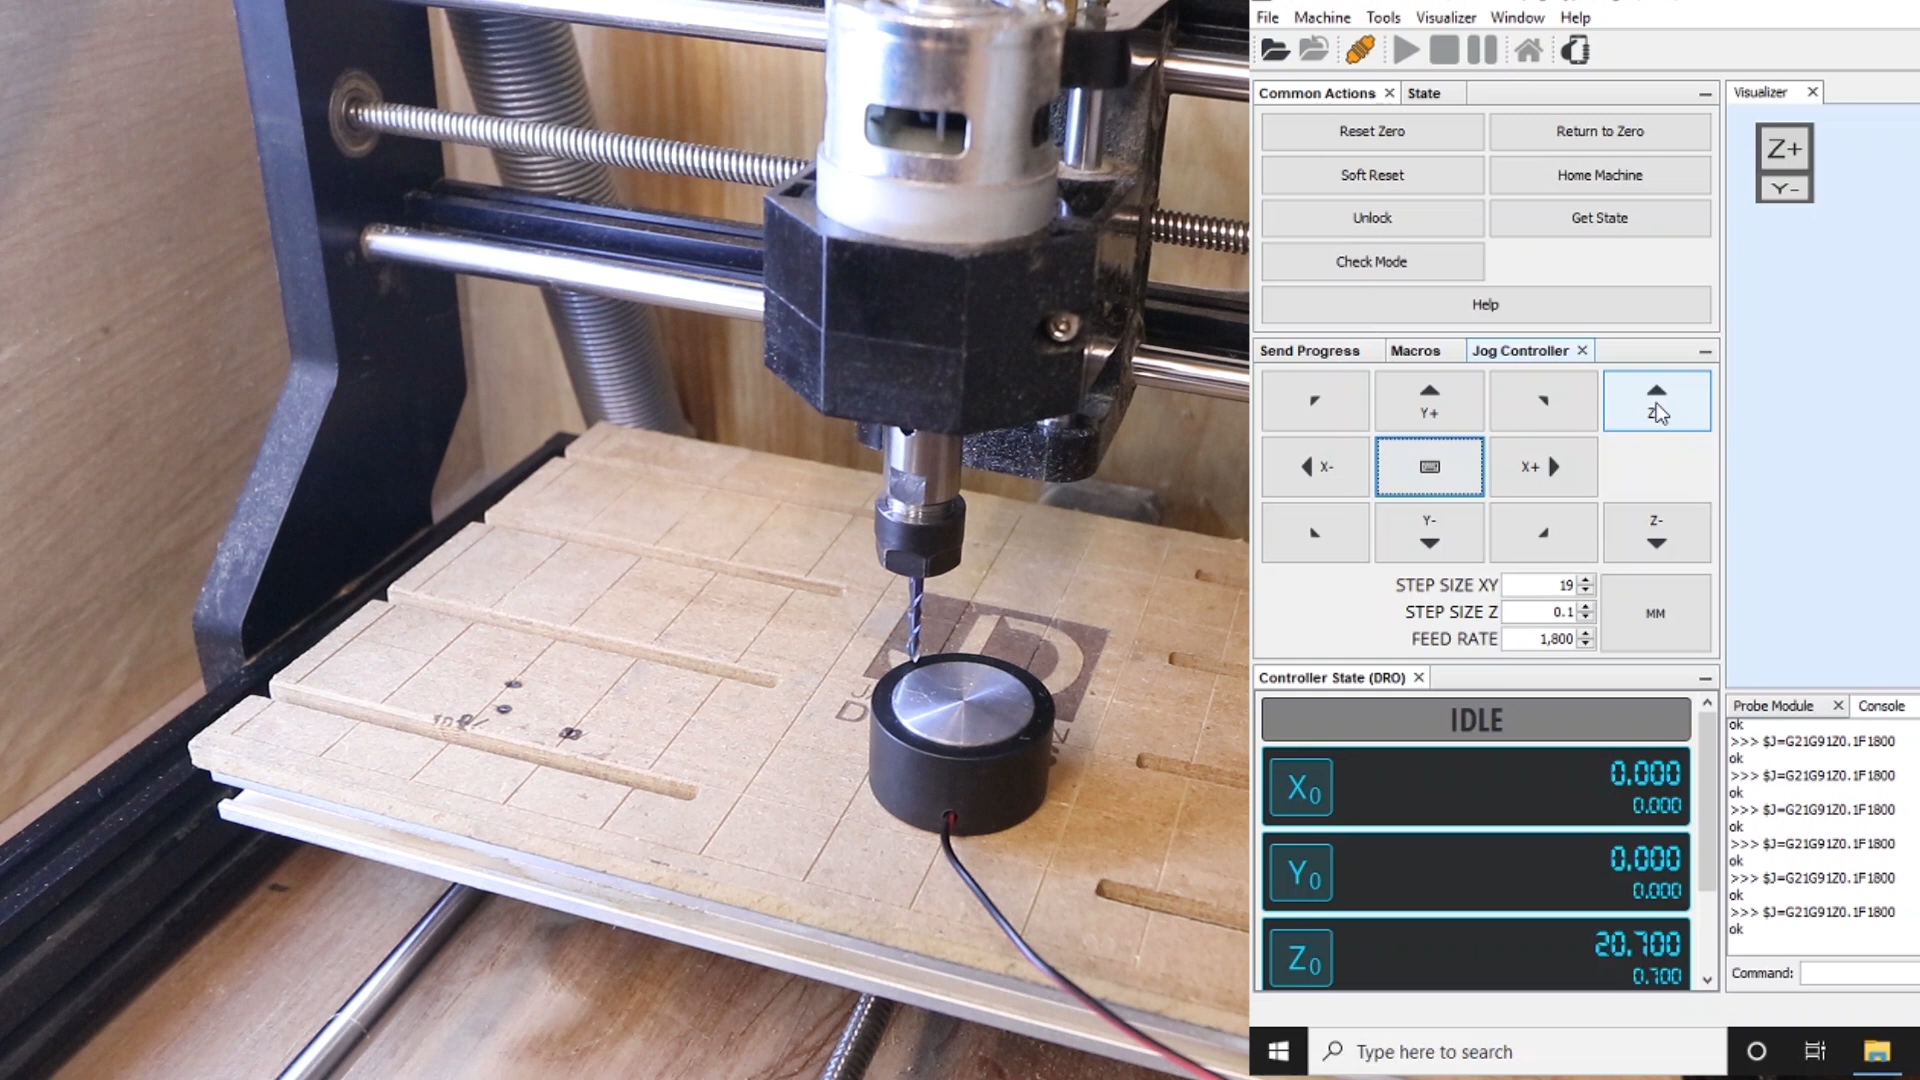 File Machine Tools Visualizer Window Help
Common Actions State
Reset Zero Return to Zero
Soft Reset Home Machine
Unlock Get State
Check Mode
Help
Send Progress Macros Jog Controller
Y+
X- X+
Y- Z-
STEP SIZE XY 19
STEP SIZE Z 0.1
FEED RATE 1,800
MM
Controller State (DRO)
IDLE
X0 0.000
0.000
Y0 0.000
0.000
Z0 20.700
0.700
Visualizer
Z+
Y-
Probe Module Console
ok
>>> $J=G21G91Z0.1F1800
ok
>>> $J=G21G91Z0.1F1800
ok
>>> $J=G21G91Z0.1F1800
ok
>>> $J=G21G91Z0.1F1800
ok
>>> $J=G21G91Z0.1F1800
ok
>>> $J=G21G91Z0.1F1800
ok
Command:
Type here to search